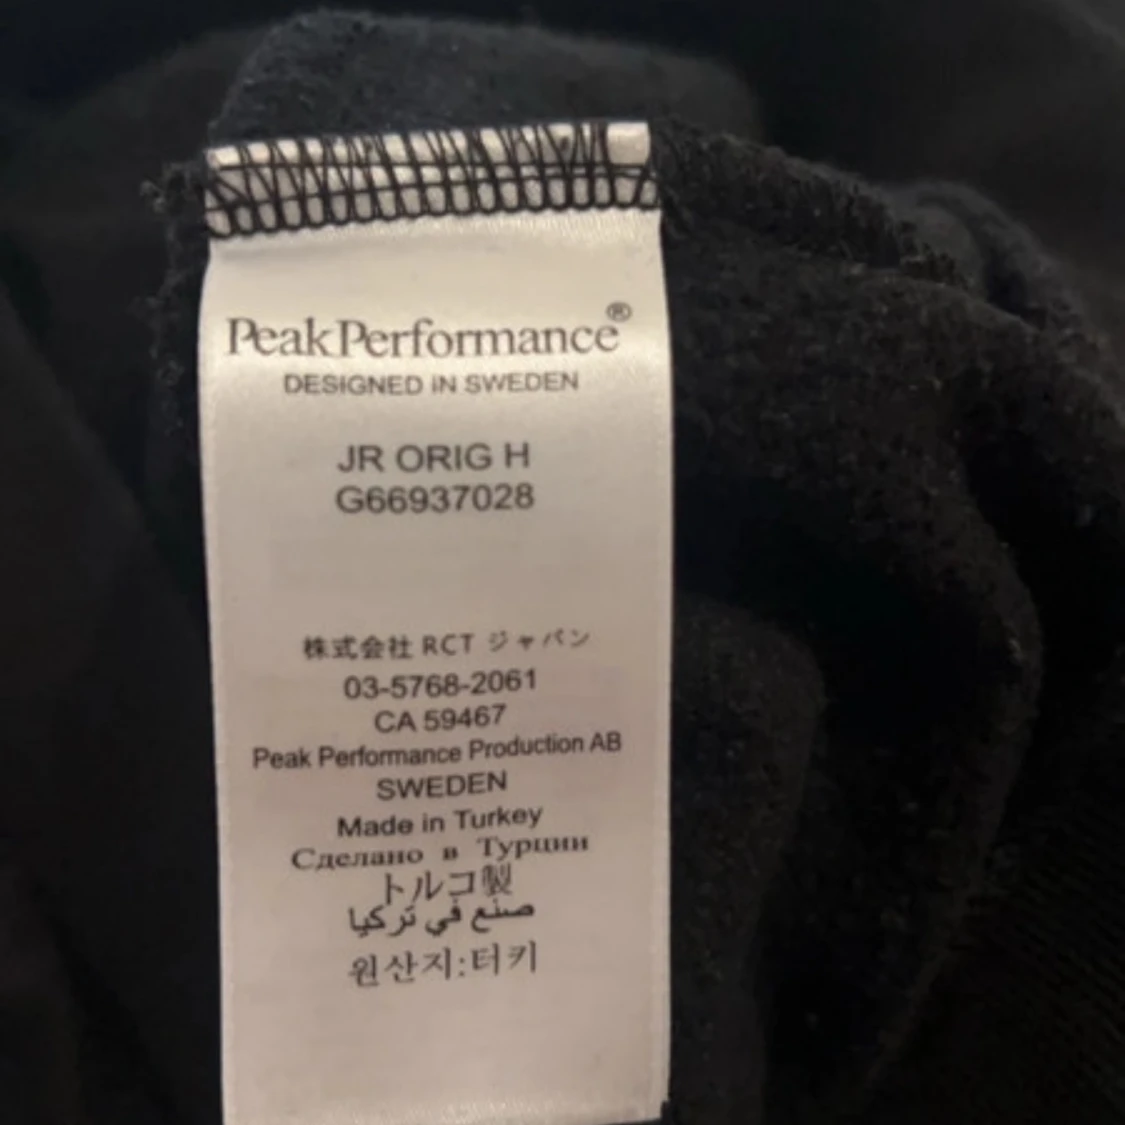 PeakPerformance®
DESIGNED IN SWEDEN
JR ORIG H
G66937028
株式会社 RCT ジャパン
03-5768-2061
CA 59467
Peak Performance Production AB
SWEDEN
Made in Turkey
Сделано в Турции
トルコ製
صنع في تركيا
원산지:터키